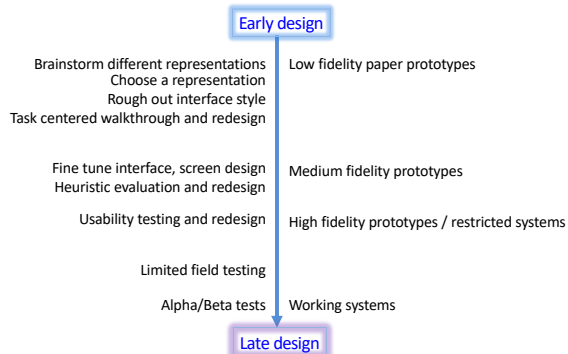 Early design
Brainstorm different representations
Low fidelity paper prototypes
Choose a representation
Rough out interface style
Task centered walkthrough and redesign
Fine tune interface, screen design
Medium fidelity prototypes
Heuristic evaluation and redesign
Usability testing and redesign
High fidelity prototypes / restricted systems
Limited field testing
Alpha/Beta tests
Working systems
Late design